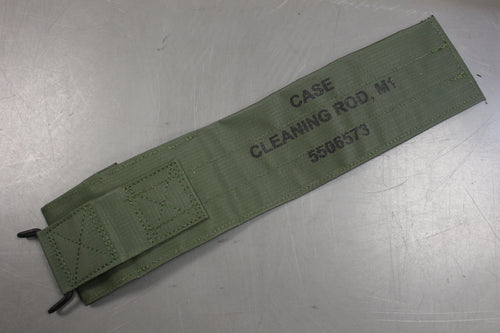 CASE
CLEANING ROD, M1
5506573